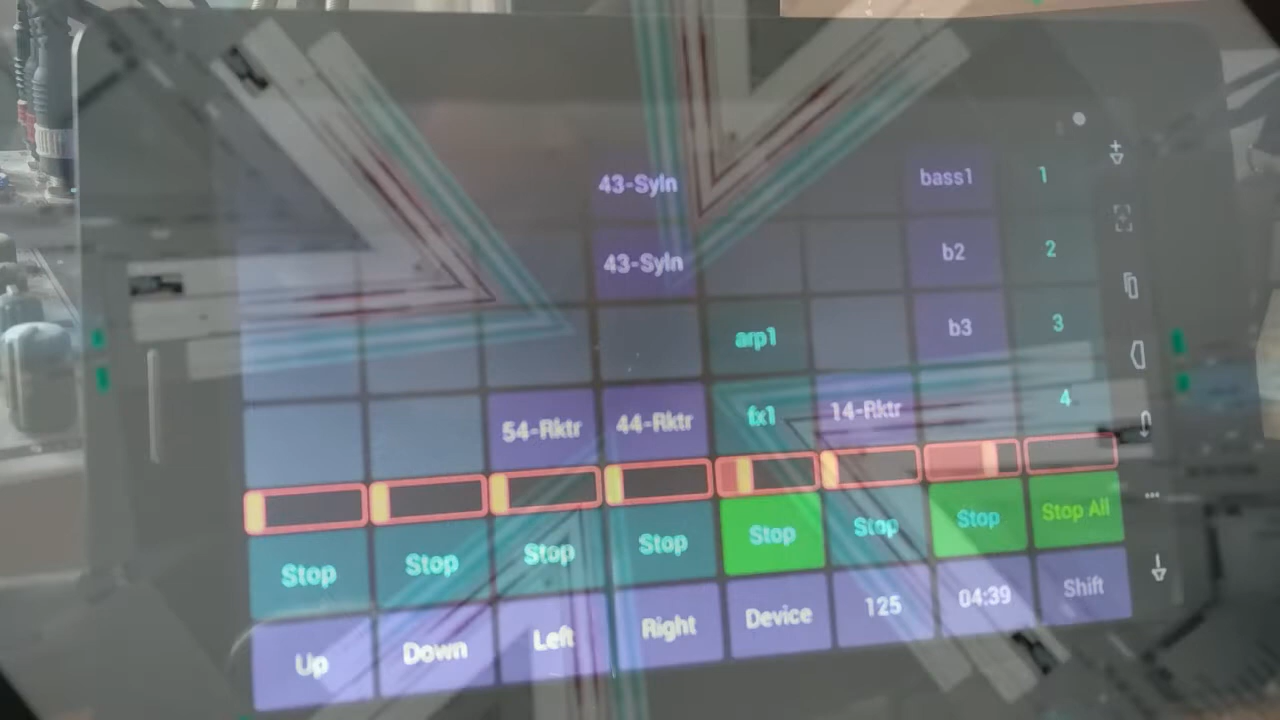 43-Syln bass1 1
43-Syln b2 2
arp1 b3 3
54-Rktr 44-Rktr fx1 14-Rktr 4
Stop Stop Stop Stop Stop Stop Stop Stop All
Up Down Left Right Device 125 04:39 Shift